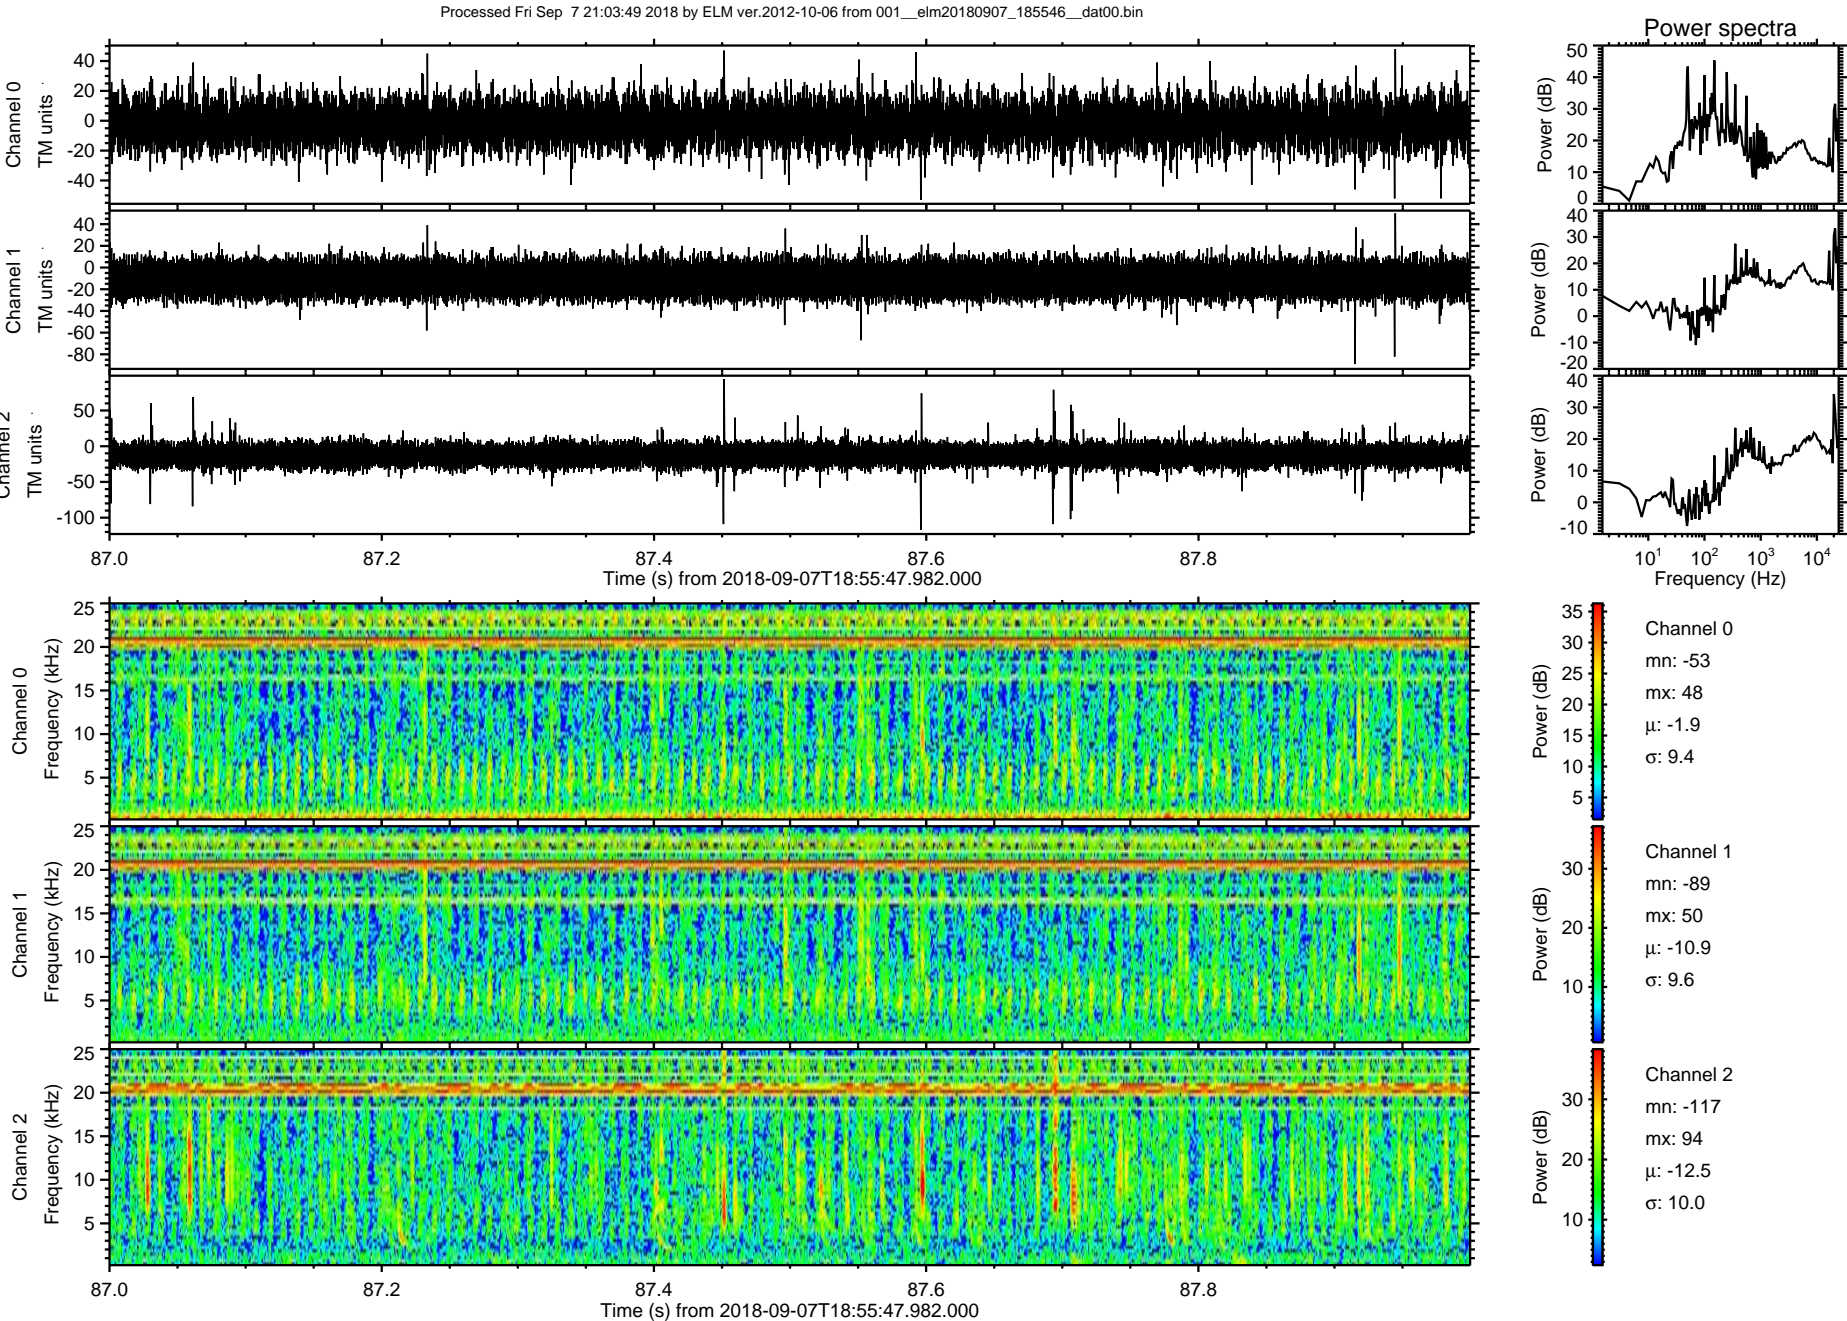 Processed Fri Sep  7 21:03:49 2018 by ELM ver.2012-10-06 from 001__elm20180907_185546__dat00.bin
Power spectra
Channel 0
TM units
40
20
0
-20
-40
Power (dB)
50
40
30
20
10
0
Channel 1
TM units
40
20
0
-20
-40
-60
-80
Power (dB)
40
30
20
10
0
-10
-20
Channel 2
TM units
50
0
-50
-100
Power (dB)
40
30
20
10
0
-10
87.0 87.2 87.4 87.6 87.8
Time (s) from 2018-09-07T18:55:47.982.000
10¹ 10² 10³ 10⁴
Frequency (Hz)
Channel 0
Frequency (kHz)
25
20
15
10
5
Power (dB)
35
30
25
20
15
10
5
Channel 0
mn: -53
mx: 48
μ: -1.9
σ: 9.4
Channel 1
Frequency (kHz)
25
20
15
10
5
Power (dB)
30
20
10
Channel 1
mn: -89
mx: 50
μ: -10.9
σ: 9.6
Channel 2
Frequency (kHz)
25
20
15
10
5
Power (dB)
30
20
10
Channel 2
mn: -117
mx: 94
μ: -12.5
σ: 10.0
87.0 87.2 87.4 87.6 87.8
Time (s) from 2018-09-07T18:55:47.982.000